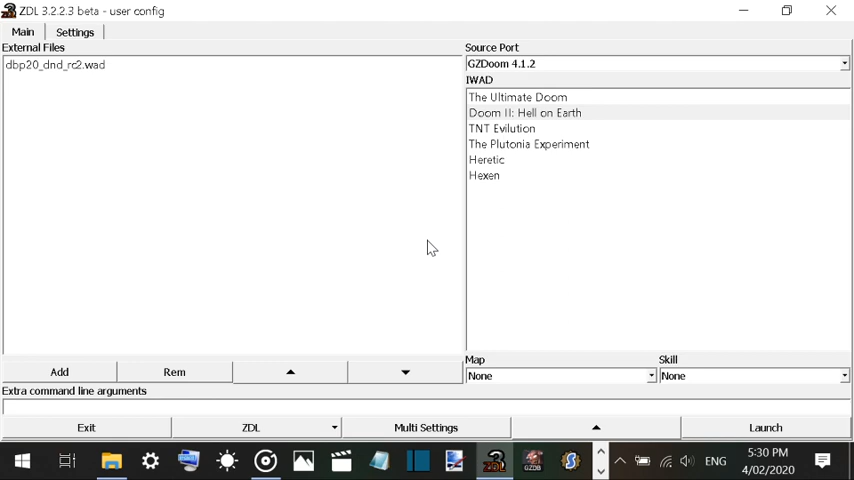 ZDL 3.2.2.3 beta - user config
Main
Settings
External Files
dbp20_dnd_rc2.wad
Source Port
GZDoom 4.1.2
IWAD
The Ultimate Doom
Doom II: Hell on Earth
TNT Evilution
The Plutonia Experiment
Heretic
Hexen
Add
Rem
Map
Skill
None
None
Extra command line arguments
Exit
ZDL
Multi Settings
Launch
ZDL
GZDB
ENG
5:30 PM
4/02/2020